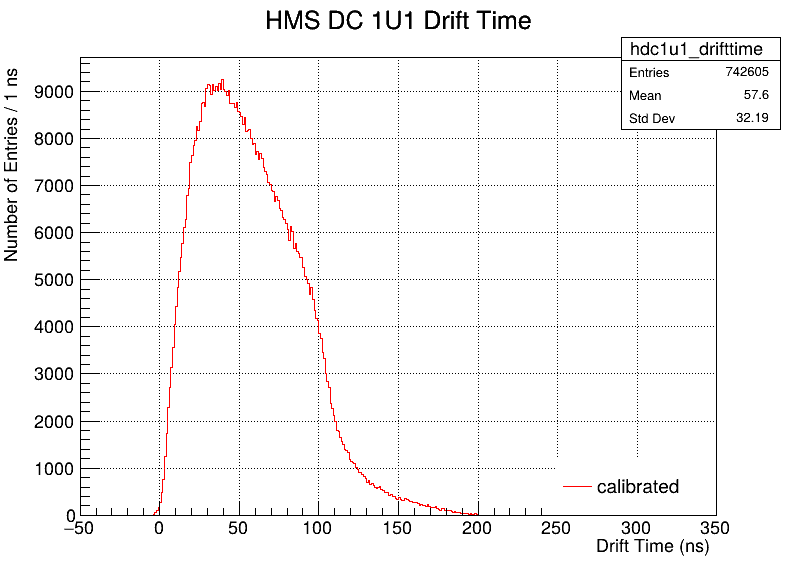 HMS DC 1U1 Drift Time
hdc1u1_drifttime
Entries 742605
Mean 57.6
Std Dev 32.19
Number of Entries / 1 ns
9000
8000
7000
6000
5000
4000
3000
2000
1000
0
calibrated
−50 0 50 100 150 200 250 300 350
Drift Time (ns)